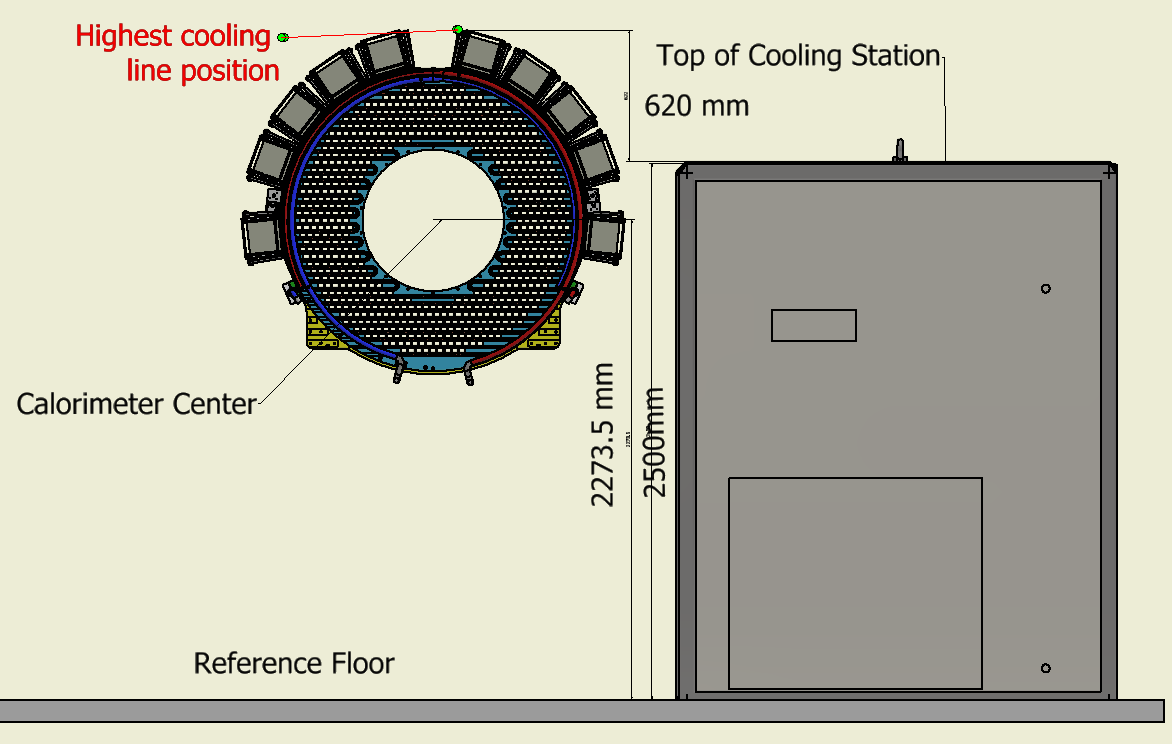 Highest cooling
line position
Top of Cooling Station
620 mm
2273.5 mm
2500mm
Calorimeter Center
Reference Floor